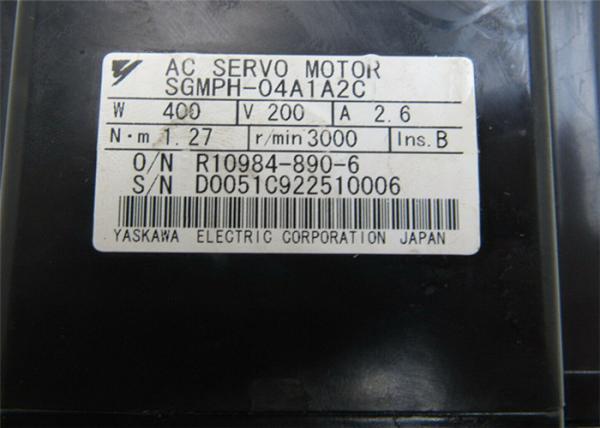 AC SERVO MOTOR
SGMPH-04A1A2C
W 400 V 200 A 2.6
N·m 1.27 r/min 3000 Ins. B
O/N R10984-890-6
S/N D0051C922510006
YASKAWA ELECTRIC CORPORATION JAPAN